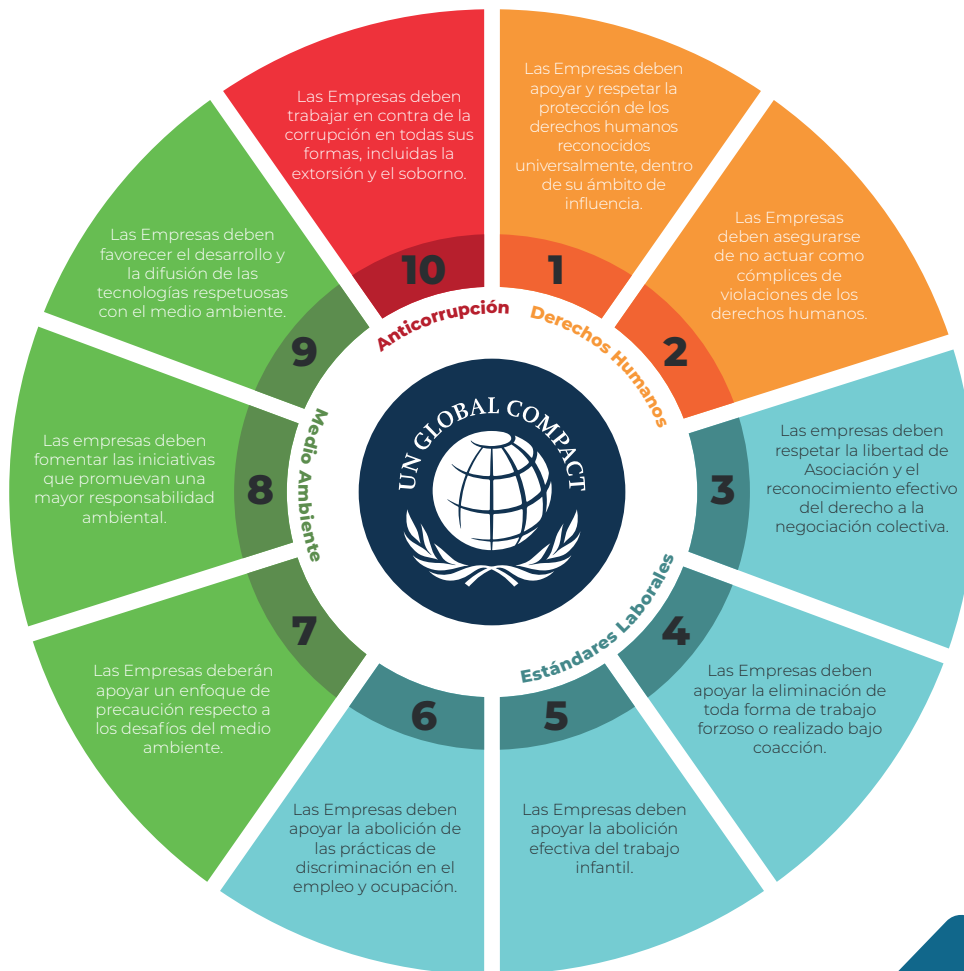 Las Empresas deben
apoyar y respetar la
protección de los
derechos humanos
reconocidos
universalmente, dentro
de su ámbito de
influencia.
1
Las Empresas
deben asegurarse
de no actuar como
cómplices de
violaciones de los
derechos humanos.
2
Derechos Humanos
Las empresas deben
respetar la libertad de
Asociación y el
reconocimiento efectivo
del derecho a la
negociación colectiva.
3
Las Empresas deben
apoyar la eliminación de
toda forma de trabajo
forzoso o realizado bajo
coacción.
4
Las Empresas deben
apoyar la abolición
efectiva del trabajo
infantil.
5
Las Empresas deben
apoyar la abolición de
las prácticas de
discriminación en el
empleo y ocupación.
6
Estándares Laborales
Las Empresas deberán
apoyar un enfoque de
precaución respecto a
los desafíos del medio
ambiente.
7
Las empresas deben
fomentar las iniciativas
que promuevan una
mayor responsabilidad
ambiental.
8
Las Empresas deben
favorecer el desarrollo y
la difusión de las
tecnologías respetuosas
con el medio ambiente.
9
Medio Ambiente
Las Empresas deben
trabajar en contra de la
corrupción en todas sus
formas, incluidas la
extorsión y el soborno.
10
Anticorrupción
UN GLOBAL COMPACT